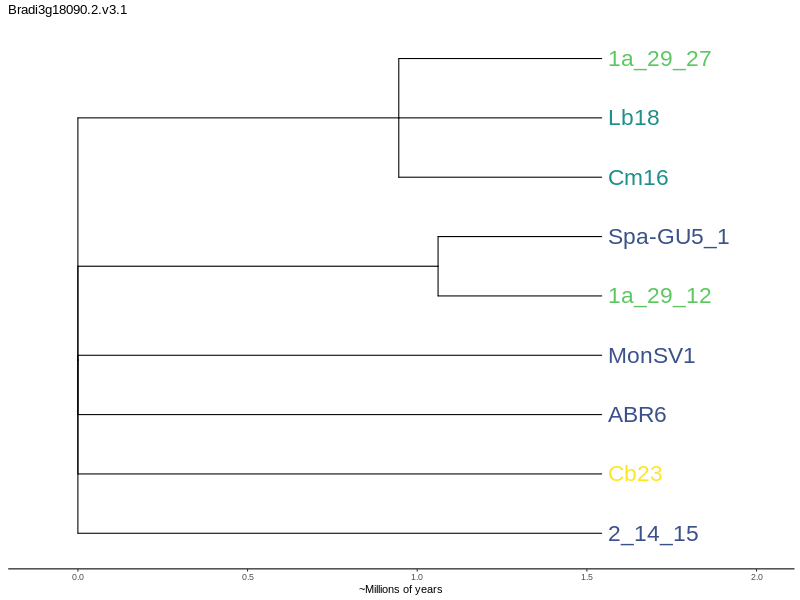 Bradi3g18090.2.v3.1
1a_29_27
Lb18
Cm16
Spa-GU5_1
1a_29_12
MonSV1
ABR6
Cb23
2_14_15
0.0 0.5 1.0 1.5 2.0
~Millions of years